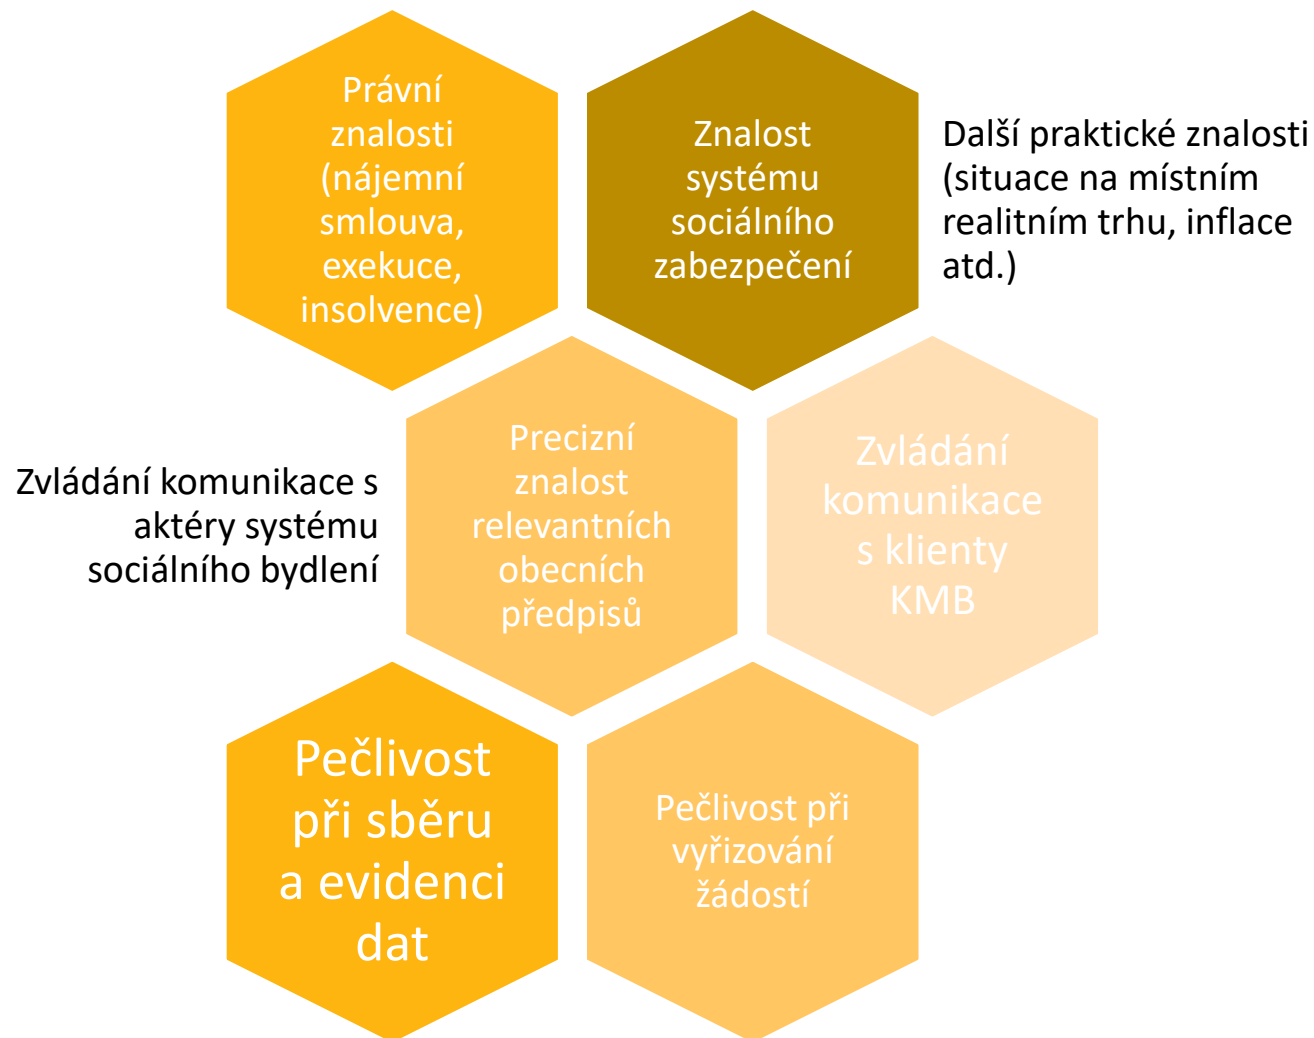 Právní
znalosti
(nájemní
smlouva,
exekuce,
insolvence)
Znalost
systému
sociálního
zabezpečení
Další praktické znalosti
(situace na místním
realitním trhu, inflace
atd.)
Zvládání komunikace s
aktéry systému
sociálního bydlení
Precizní
znalost
relevantních
obecních
předpisů
Zvládání
komunikace
s klienty
KMB
Pečlivost
při sběru
a evidenci
dat
Pečlivost při
vyřizování
žádostí